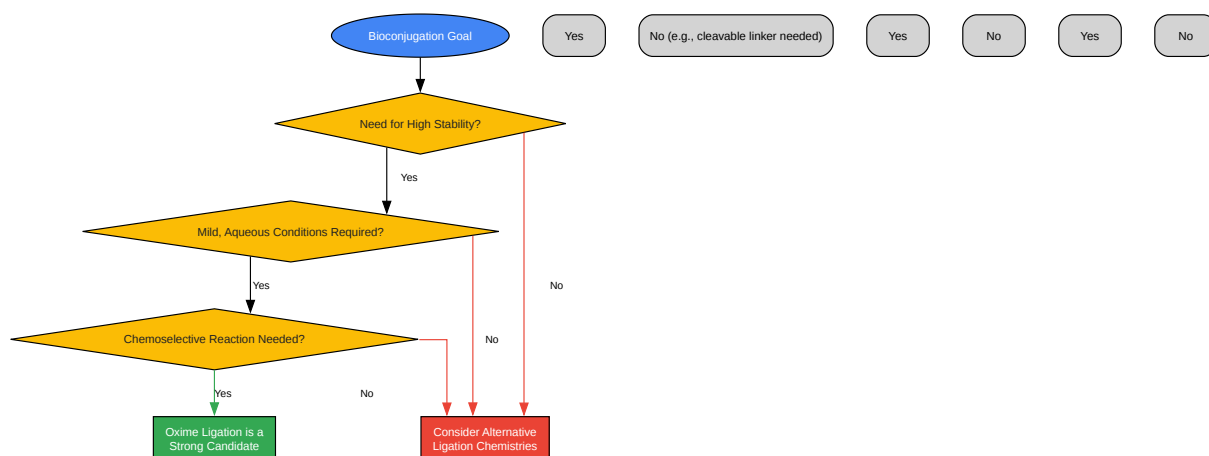 Bioconjugation Goal
Yes
No (e.g., cleavable linker needed)
Yes
No
Yes
No
Need for High Stability?
Yes
Mild, Aqueous Conditions Required?
Yes
No
Chemoselective Reaction Needed?
No
Yes
No
Oxime Ligation is a
Strong Candidate
Consider Alternative
Ligation Chemistries